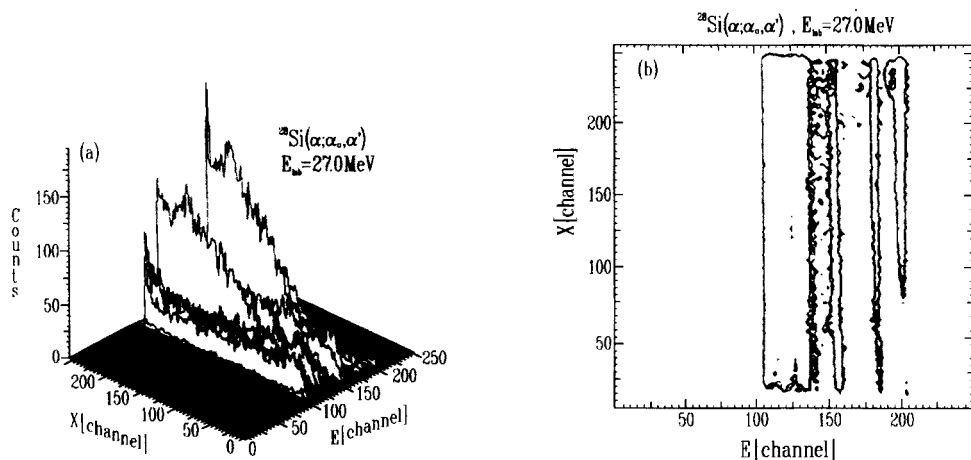 (a)
²⁸Si(α;α₀,α')
E_lab=27.0MeV
Counts
150
100
50
0
X[channel]
200
150
100
50
0
E[channel]
0
50
100
150
200
250
²⁸Si(α;α₀,α') , E_lab=27.0MeV
(b)
X[channel]
200
150
100
50
50
100
150
200
E[channel]